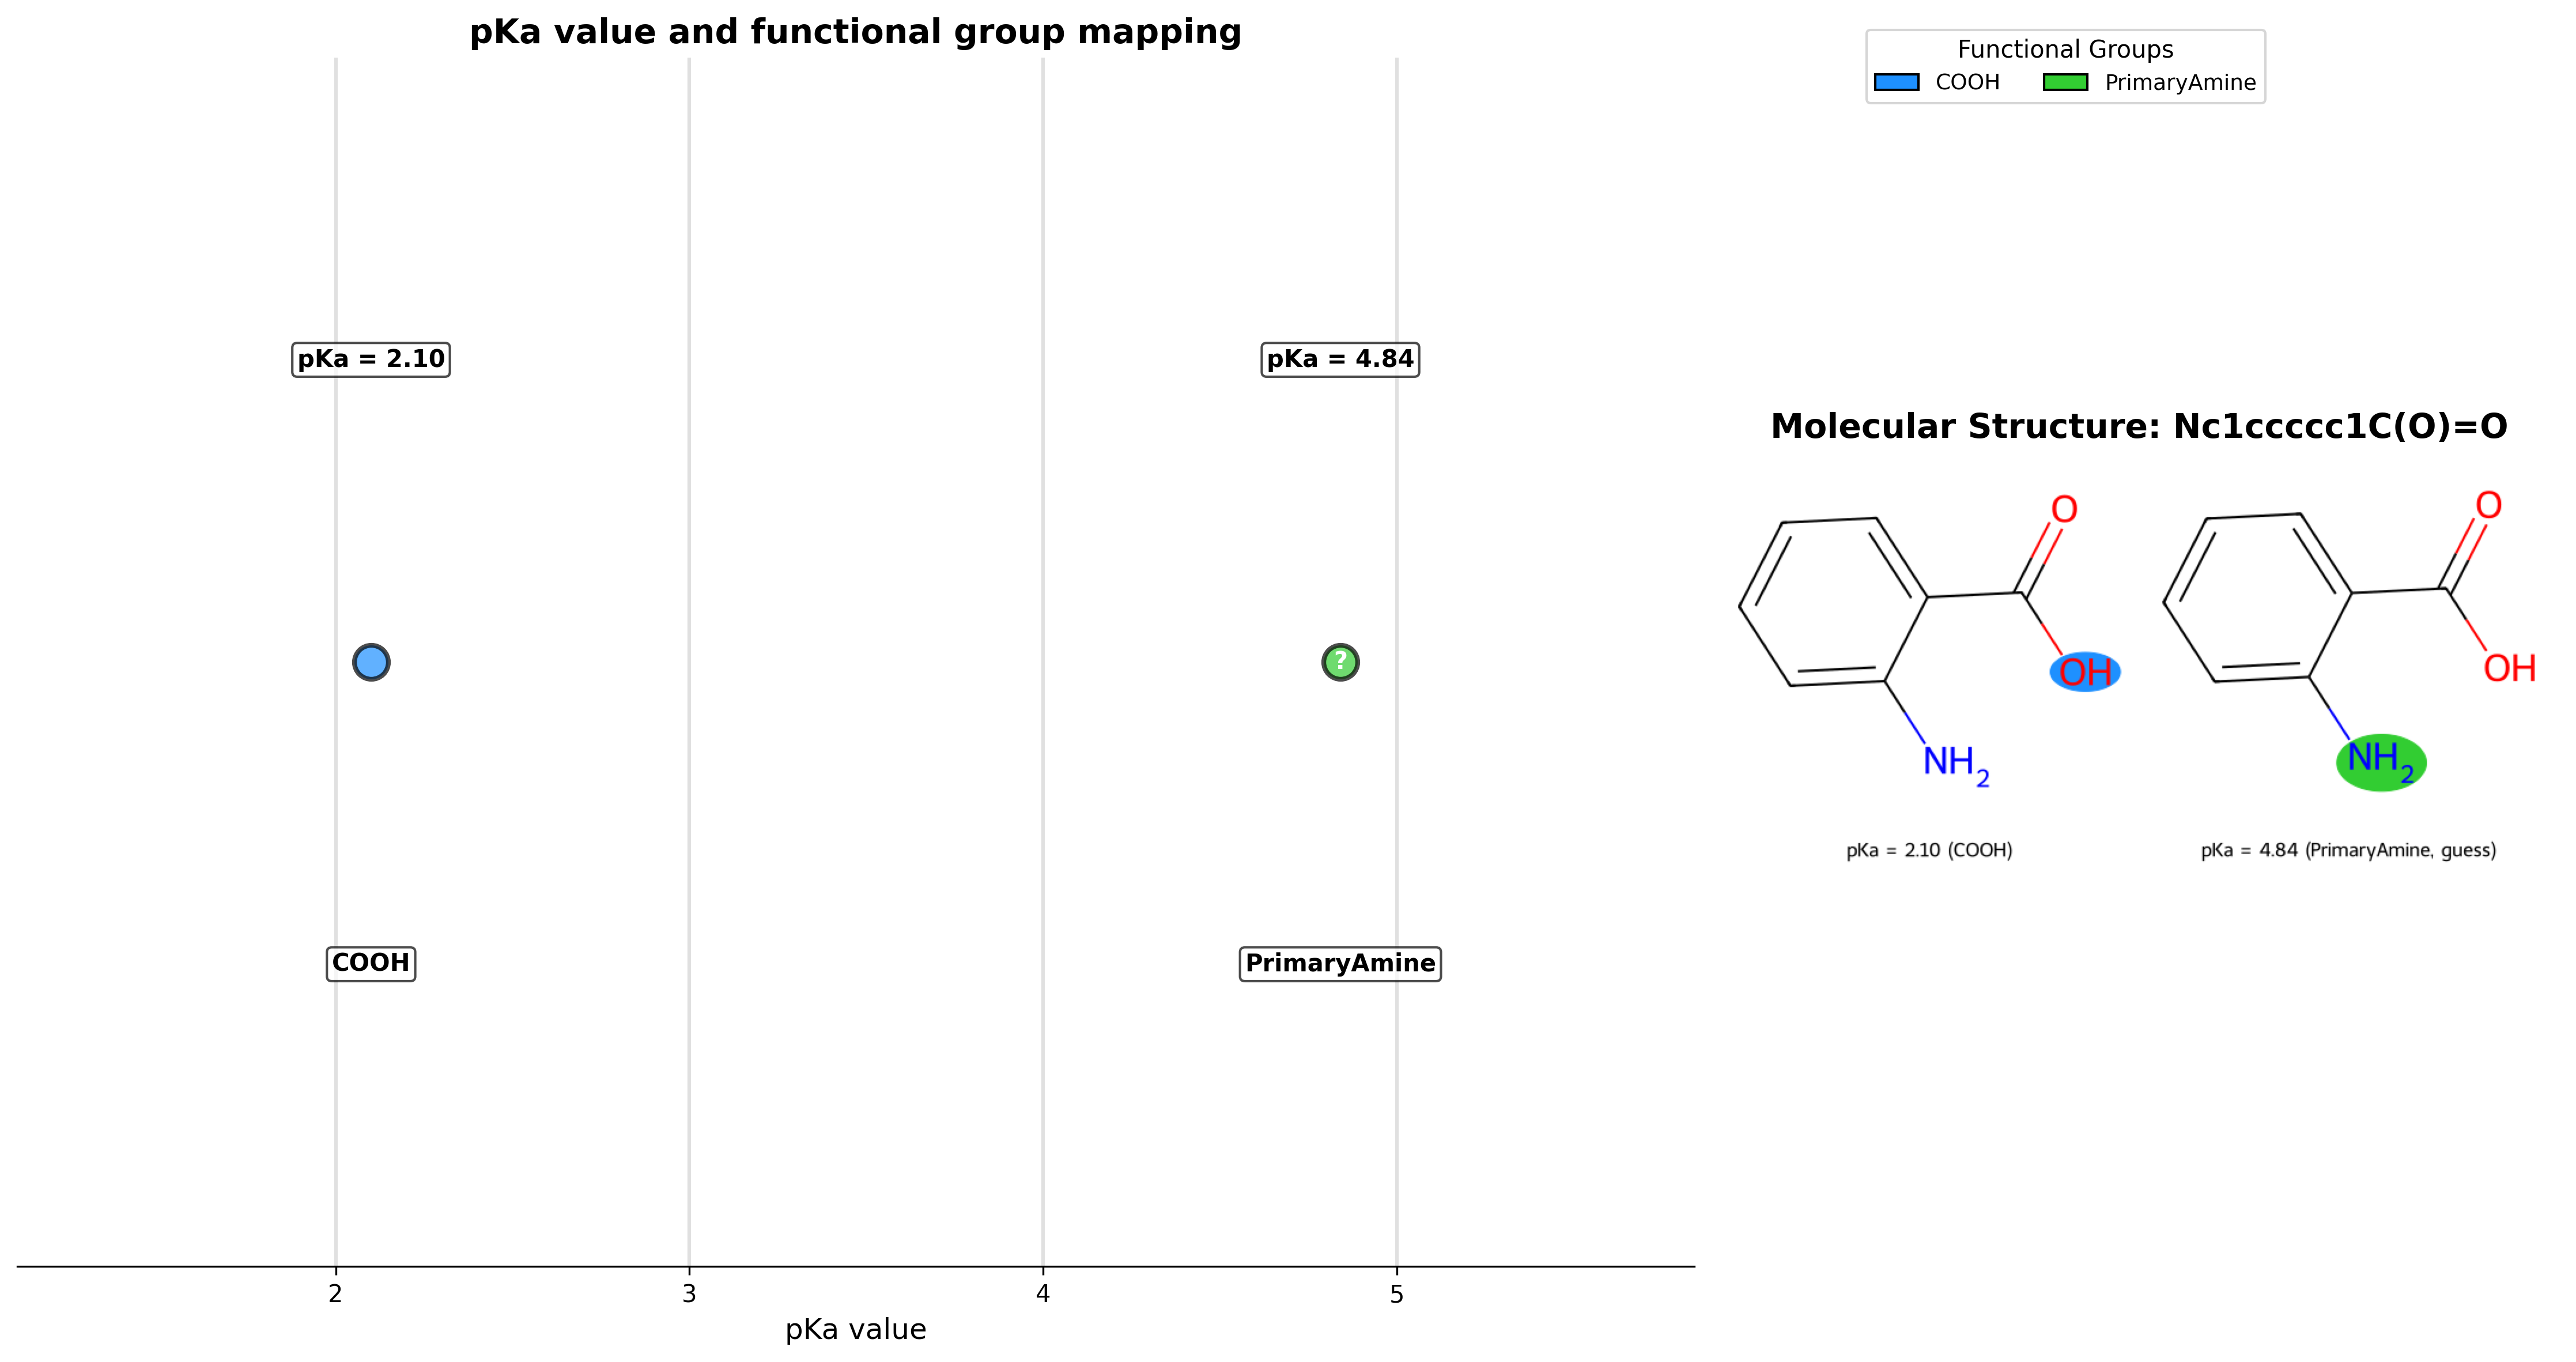 pKa value and functional group mapping
Functional Groups
COOH
PrimaryAmine
pKa = 2.10
pKa = 4.84
?
COOH
PrimaryAmine
2
3
4
5
pKa value
Molecular Structure: Nc1ccccc1C(O)=O
O
OH
NH2
O
OH
NH2
pKa = 2.10 (COOH)
pKa = 4.84 (PrimaryAmine, guess)